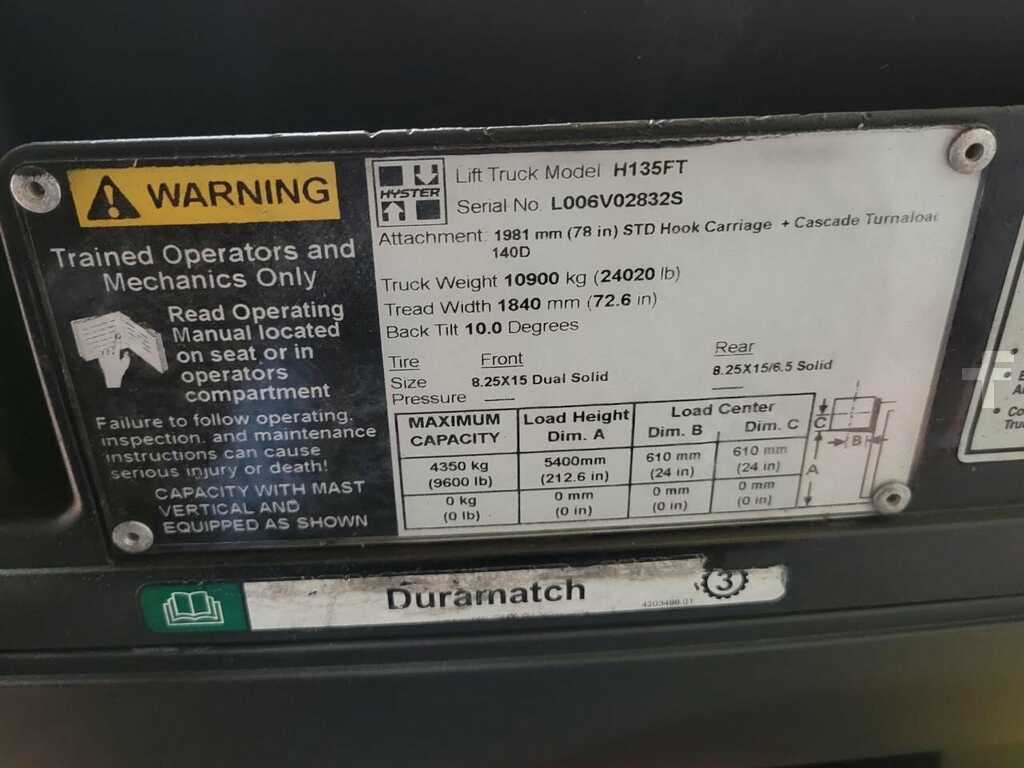 WARNING
Trained Operators and
Mechanics Only
Read Operating
Manual located
on seat or in
operators
compartment
Failure to follow operating,
inspection, and maintenance
instructions can cause
serious injury or death!
CAPACITY WITH MAST
VERTICAL AND
EQUIPPED AS SHOWN
HYSTER
Lift Truck Model H135FT
Serial No. L006V02832S
Attachment: 1981 mm (78 in) STD Hook Carriage + Cascade Turnaload
140D
Truck Weight 10900 kg (24020 lb)
Tread Width 1840 mm (72.6 in)
Back Tilt 10.0 Degrees
Tire Front Rear
Size 8.25X15 Dual Solid 8.25X15/6.5 Solid
Pressure
MAXIMUM CAPACITY Load Height Dim. A Load Center Dim. B Dim. C
4350 kg (9600 lb) 5400mm (212.6 in) 610 mm (24 in) 610 mm (24 in)
0 kg (0 lb) 0 mm (0 in) 0 mm (0 in) 0 mm (0 in)
C
B
A
Duramatch
3
4203498.01